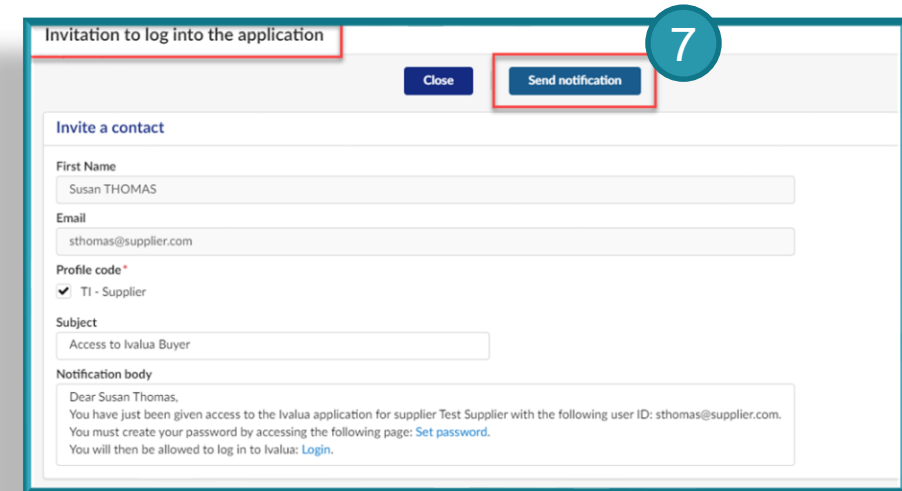 Invitation to log into the application
7
Close
Send notification
Invite a contact
First Name
Susan THOMAS
Email
sthomas@supplier.com
Profile code*
TI - Supplier
Subject
Access to Ivalua Buyer
Notification body
Dear Susan Thomas,
You have just been given access to the Ivalua application for supplier Test Supplier with the following user ID: sthomas@supplier.com.
You must create your password by accessing the following page: Set password.
You will then be allowed to log in to Ivalua: Login.